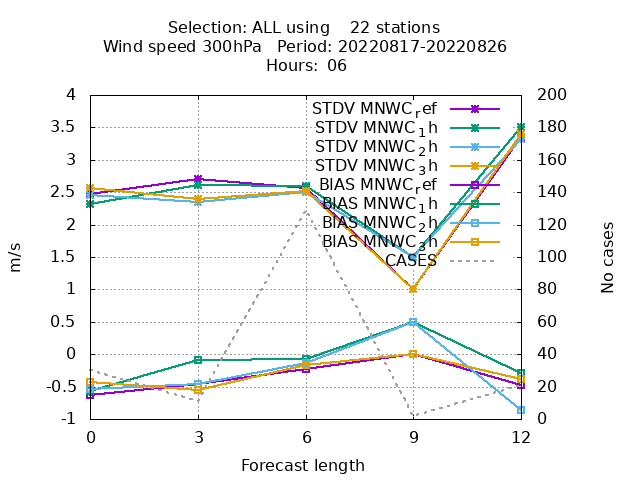 Selection: ALL using    22 stations
Wind speed 300hPa   Period: 20220817-20220826
Hours:  06
4
3.5
3
2.5
2
1.5
1
0.5
0
-0.5
-1
m/s
STDV MNWC_ref
STDV MNWC_1h
STDV MNWC_2h
STDV MNWC_3h
BIAS MNWC_ref
BIAS MNWC_1h
BIAS MNWC_2h
BIAS MNWC_3h
CASES
200
180
160
140
120
100
80
60
40
20
0
No cases
0 3 6 9 12
Forecast length